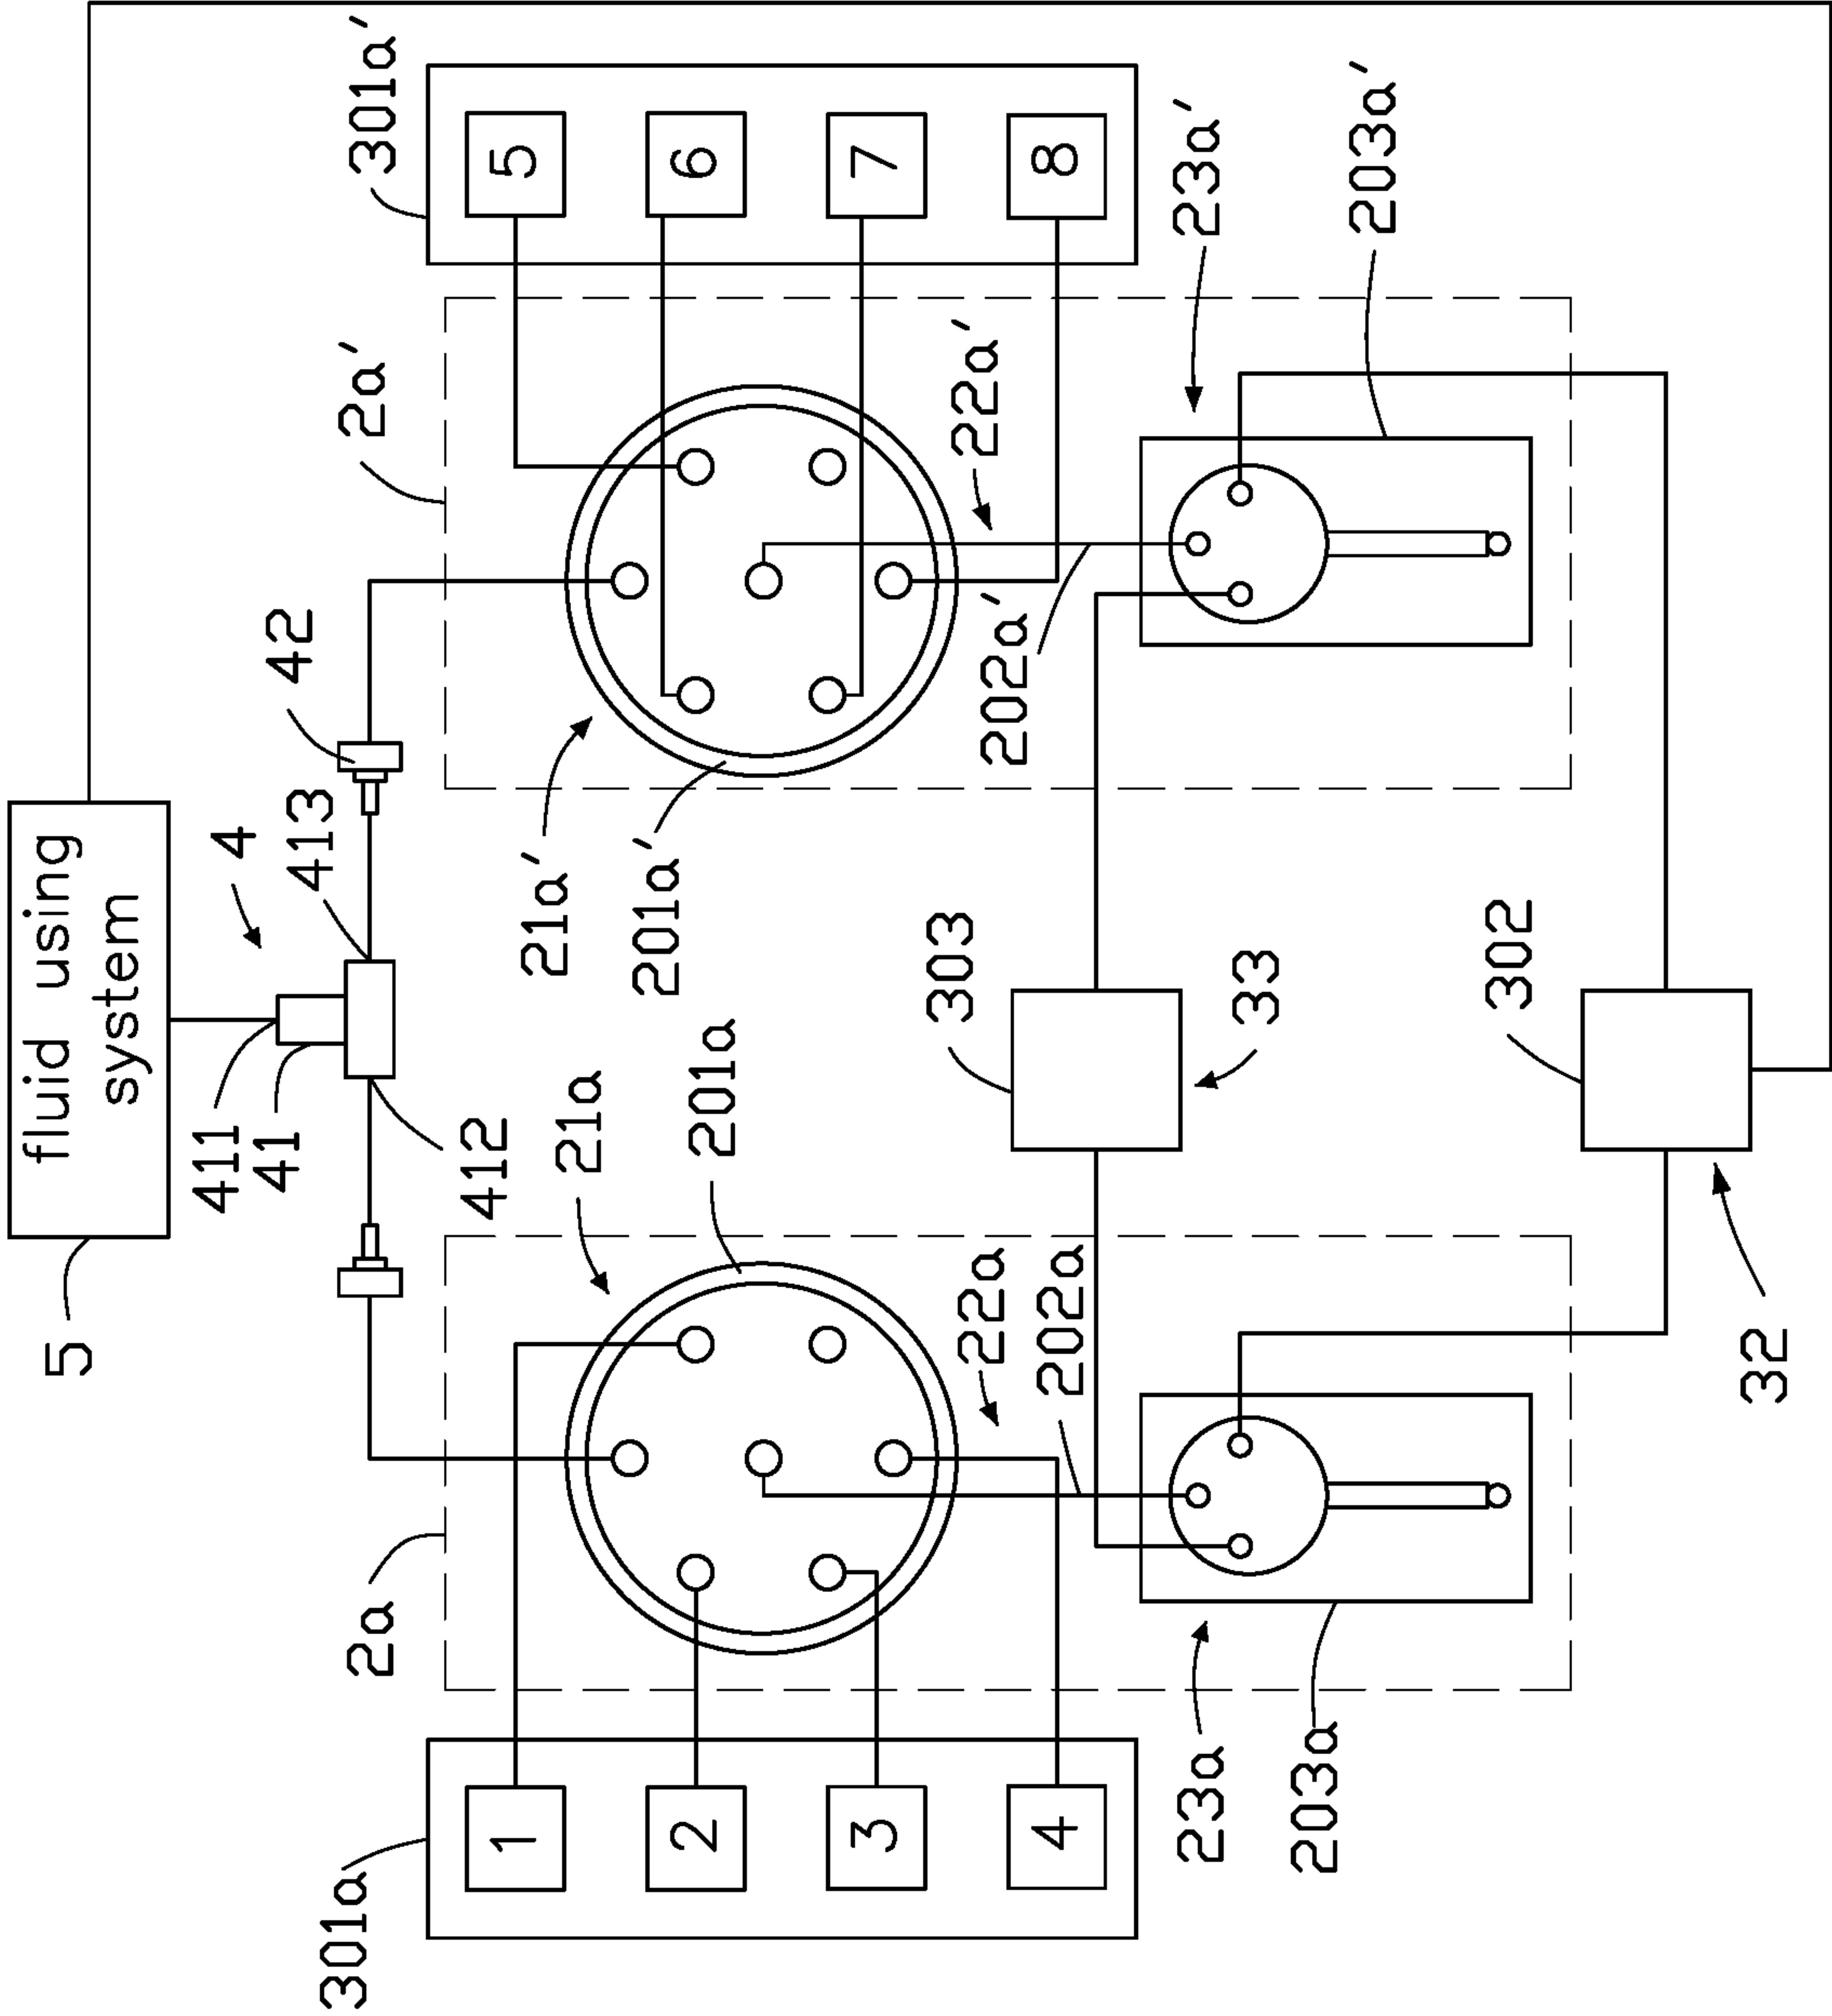 fluid using
system
5
411
4
41
42
413
301a
2a
412
2a′
301a′
21a
21a′
201a
201a′
1
5
2
6
3
7
4
8
22a
22a′
202a
202a′
303
23a
33
23a′
203a
203a′
302
32